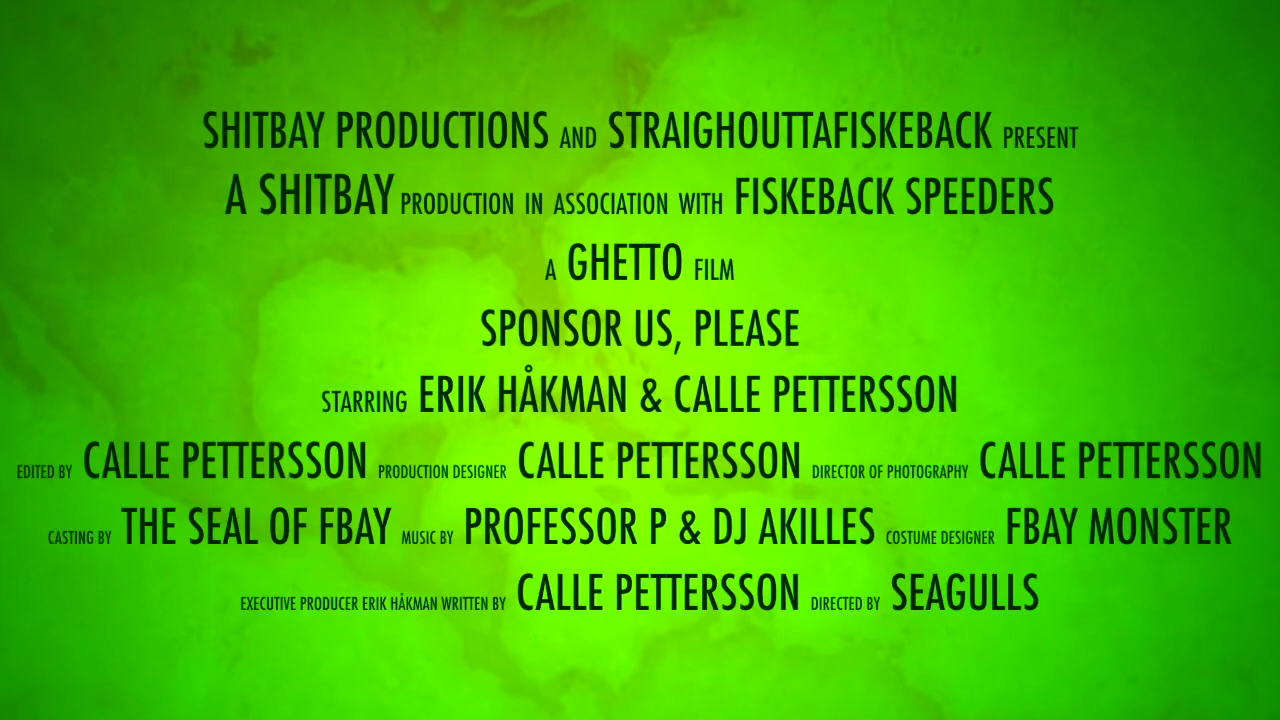 SHITBAY PRODUCTIONS AND STRAIGHOUTTAFISKEBACK PRESENT
A SHITBAY PRODUCTION IN ASSOCIATION WITH FISKEBACK SPEEDERS
A GHETTO FILM
SPONSOR US, PLEASE
STARRING ERIK HÅKMAN & CALLE PETTERSSON
EDITED BY CALLE PETTERSSON PRODUCTION DESIGNER CALLE PETTERSSON DIRECTOR OF PHOTOGRAPHY CALLE PETTERSSON
CASTING BY THE SEAL OF FBAY MUSIC BY PROFESSOR P & DJ AKILLES COSTUME DESIGNER FBAY MONSTER
EXECUTIVE PRODUCER ERIK HÅKMAN WRITTEN BY CALLE PETTERSSON DIRECTED BY SEAGULLS